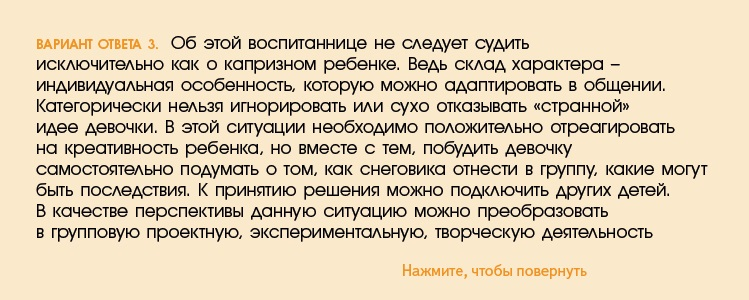 ВАРИАНТ ОТВЕТА 3. Об этой воспитаннице не следует судить
исключительно как о капризном ребенке. Ведь склад характера –
индивидуальная особенность, которую можно адаптировать в общении.
Категорически нельзя игнорировать или сухо отказывать «странной»
идее девочки. В этой ситуации необходимо положительно отреагировать
на креативность ребенка, но вместе с тем, побудить девочку
самостоятельно подумать о том, как снеговика отнести в группу, какие могут
быть последствия. К принятию решения можно подключить других детей.
В качестве перспективы данную ситуацию можно преобразовать
в групповую проектную, экспериментальную, творческую деятельность
Нажмите, чтобы повернуть